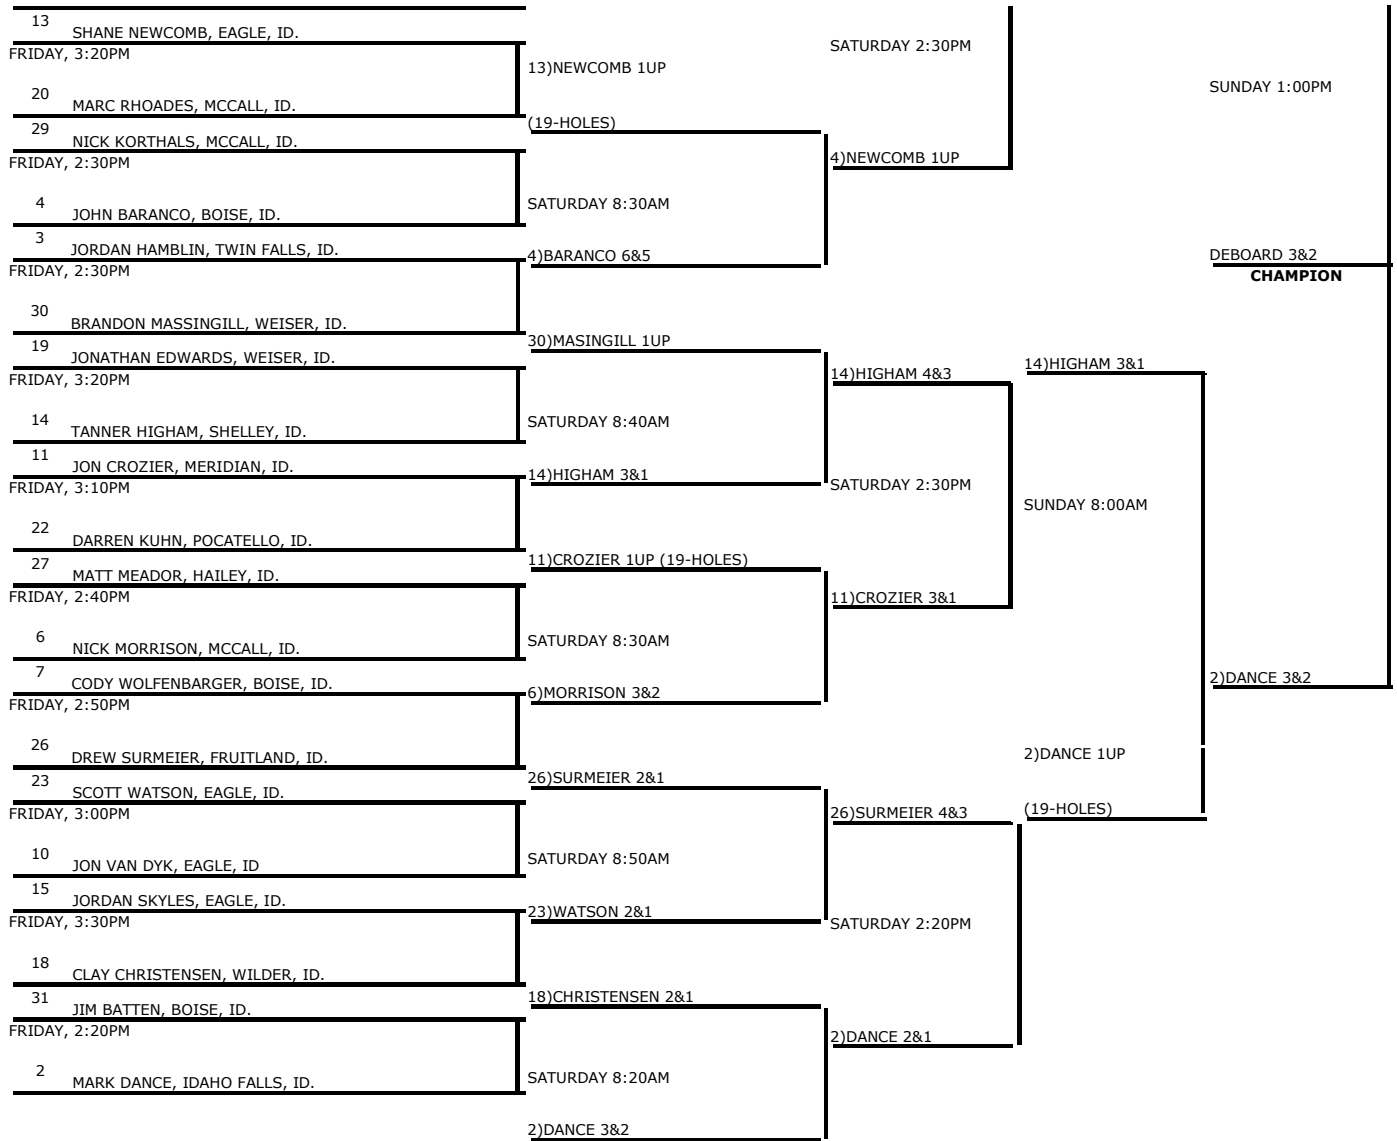 13
SHANE NEWCOMB, EAGLE, ID.
FRIDAY, 3:20PM
20
MARC RHOADES, MCCALL, ID.
29
NICK KORTHALS, MCCALL, ID.
FRIDAY, 2:30PM
4
JOHN BARANCO, BOISE, ID.
3
JORDAN HAMBLIN, TWIN FALLS, ID.
FRIDAY, 2:30PM
30
BRANDON MASSINGILL, WEISER, ID.
19
JONATHAN EDWARDS, WEISER, ID.
FRIDAY, 3:20PM
14
TANNER HIGHAM, SHELLEY, ID.
11
JON CROZIER, MERIDIAN, ID.
FRIDAY, 3:10PM
22
DARREN KUHN, POCATELLO, ID.
27
MATT MEADOR, HAILEY, ID.
FRIDAY, 2:40PM
6
NICK MORRISON, MCCALL, ID.
7
CODY WOLFENBARGER, BOISE, ID.
FRIDAY, 2:50PM
26
DREW SURMEIER, FRUITLAND, ID.
23
SCOTT WATSON, EAGLE, ID.
FRIDAY, 3:00PM
10
JON VAN DYK, EAGLE, ID
15
JORDAN SKYLES, EAGLE, ID.
FRIDAY, 3:30PM
18
CLAY CHRISTENSEN, WILDER, ID.
31
JIM BATTEN, BOISE, ID.
FRIDAY, 2:20PM
2
MARK DANCE, IDAHO FALLS, ID.
13)NEWCOMB 1UP
(19-HOLES)
SATURDAY 8:30AM
4)BARANCO 6&5
30)MASINGILL 1UP
SATURDAY 8:40AM
14)HIGHAM 3&1
11)CROZIER 1UP (19-HOLES)
SATURDAY 8:30AM
6)MORRISON 3&2
26)SURMEIER 2&1
SATURDAY 8:50AM
23)WATSON 2&1
18)CHRISTENSEN 2&1
SATURDAY 8:20AM
2)DANCE 3&2
SATURDAY 2:30PM
4)NEWCOMB 1UP
14)HIGHAM 4&3
SATURDAY 2:30PM
11)CROZIER 3&1
26)SURMEIER 4&3
SATURDAY 2:20PM
2)DANCE 2&1
14)HIGHAM 3&1
SUNDAY 8:00AM
2)DANCE 1UP
(19-HOLES)
SUNDAY 1:00PM
DEBOARD 3&2
CHAMPION
2)DANCE 3&2